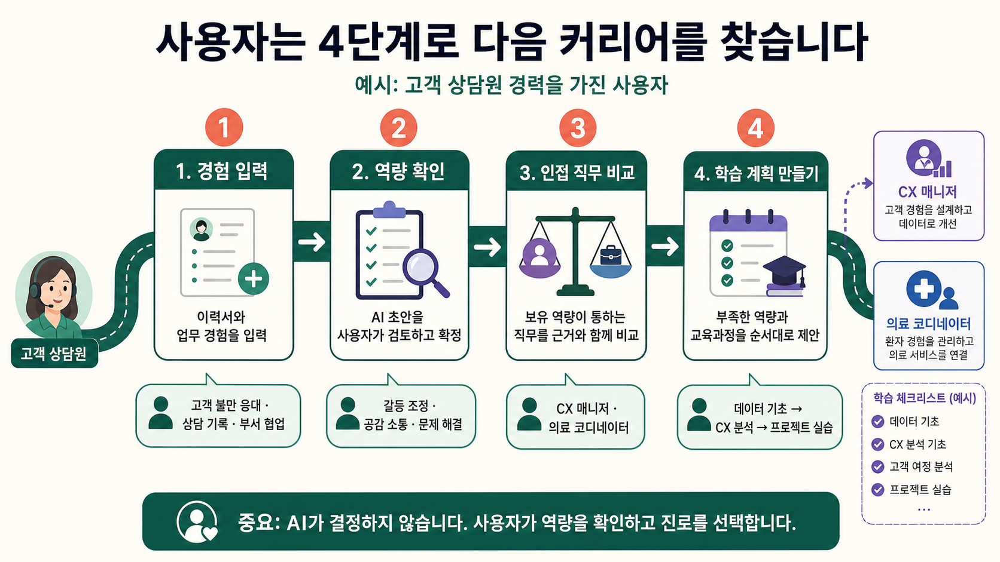 사용자는 4단계로 다음 커리어를 찾습니다
예시: 고객 상담원 경력을 가진 사용자
고객 상담원
1
1. 경험 입력
이력서와
업무 경험을 입력
고객 불만 응대 ·
상담 기록 · 부서 협업
2
2. 역량 확인
AI 초안을
사용자가 검토하고 확정
갈등 조정 ·
공감 소통 · 문제 해결
3
3. 인접 직무 비교
보유 역량이 통하는
직무를 근거와 함께 비교
CX 매니저 ·
의료 코디네이터
4
4. 학습 계획 만들기
부족한 역량과
교육과정을 순서대로 제안
데이터 기초 →
CX 분석 → 프로젝트 실습
CX 매니저
고객 경험을 설계하고
데이터로 개선
의료 코디네이터
환자 경험을 관리하고
의료 서비스를 연결
학습 체크리스트 (예시)
데이터 기초
CX 분석 기초
고객 여정 분석
프로젝트 실습
...
중요: AI가 결정하지 않습니다. 사용자가 역량을 확인하고 진로를 선택합니다.